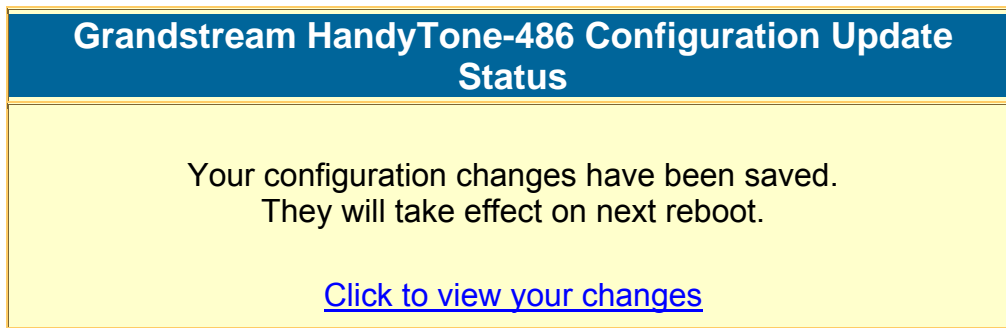 Grandstream HandyTone-486 Configuration Update
Status
Your configuration changes have been saved.
They will take effect on next reboot.
Click to view your changes